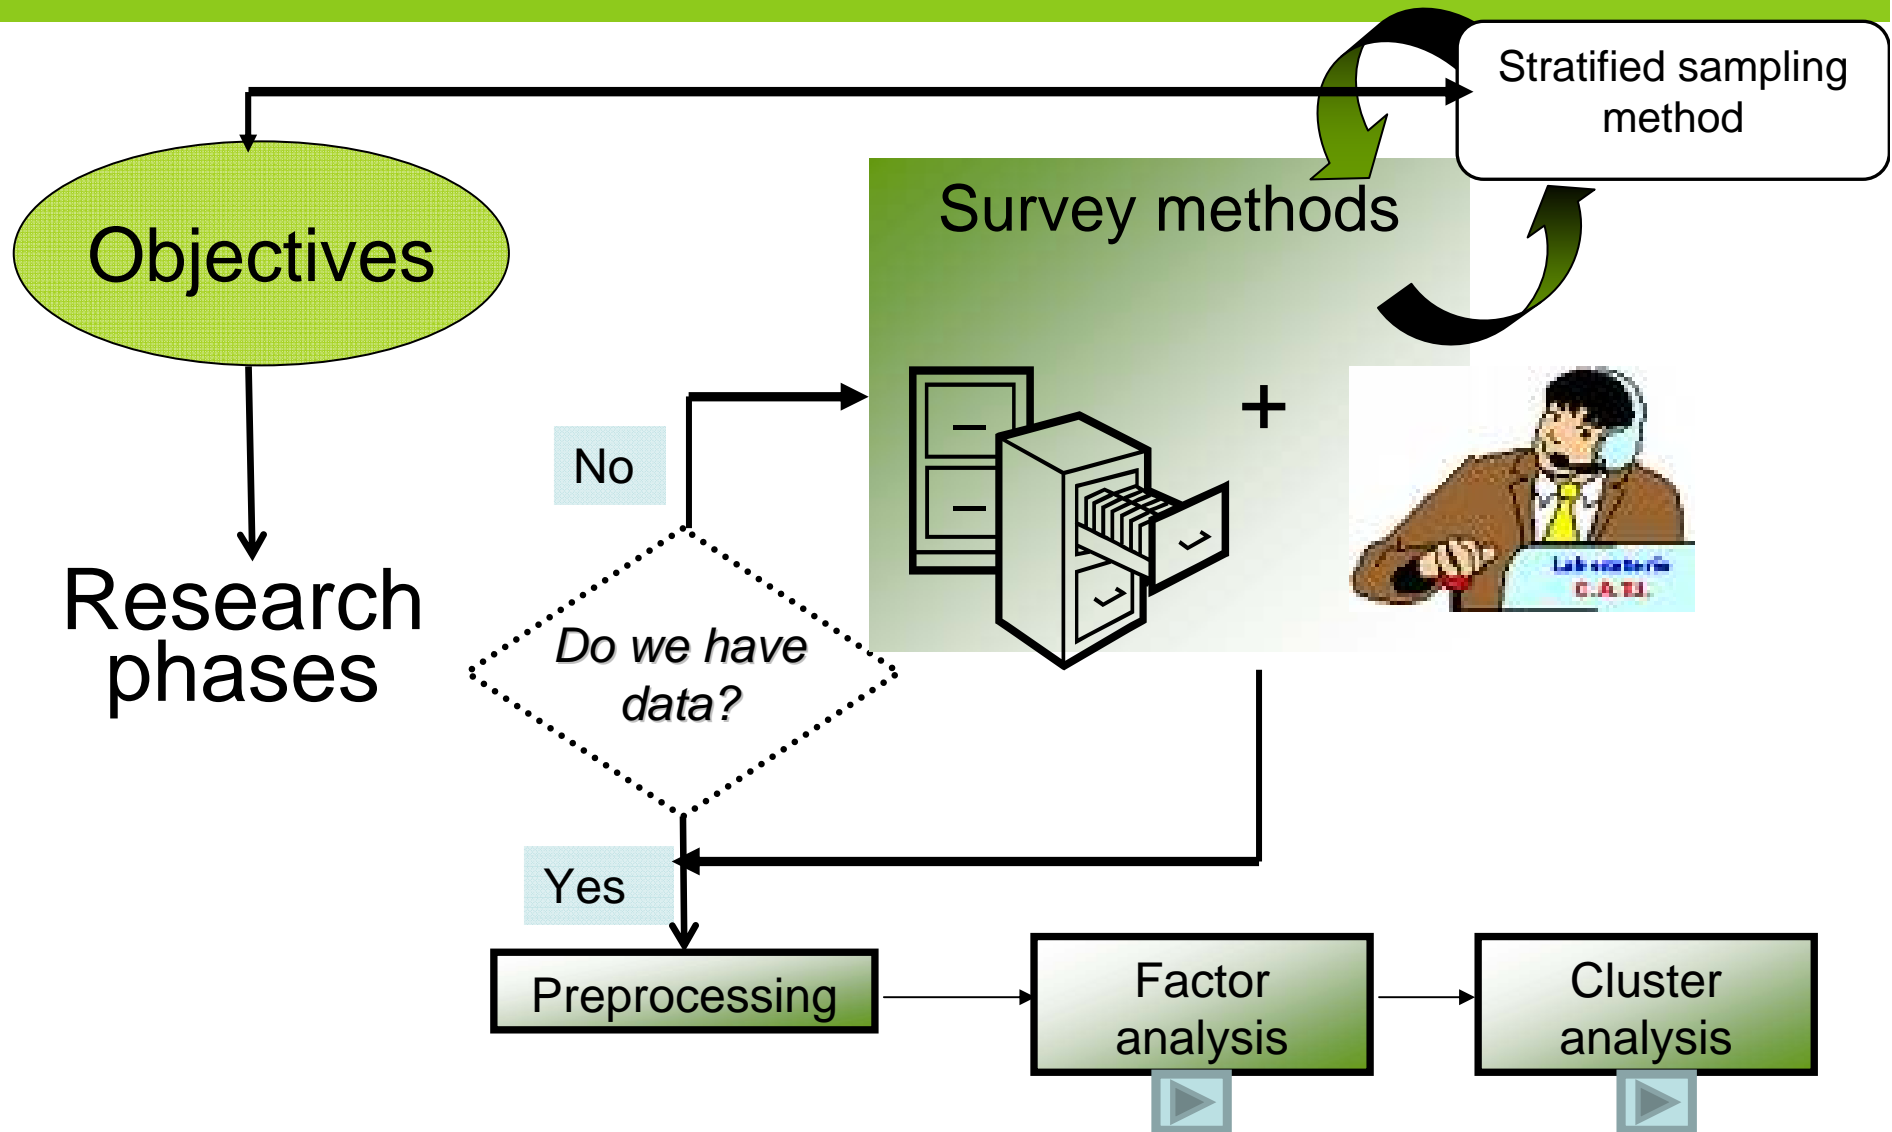 Stratified sampling
method
Objectives
Survey methods
+
No
Research
phases
Do we have
data?
Laboratorio
C.A.T.I.
Yes
Preprocessing
Factor
analysis
Cluster
analysis